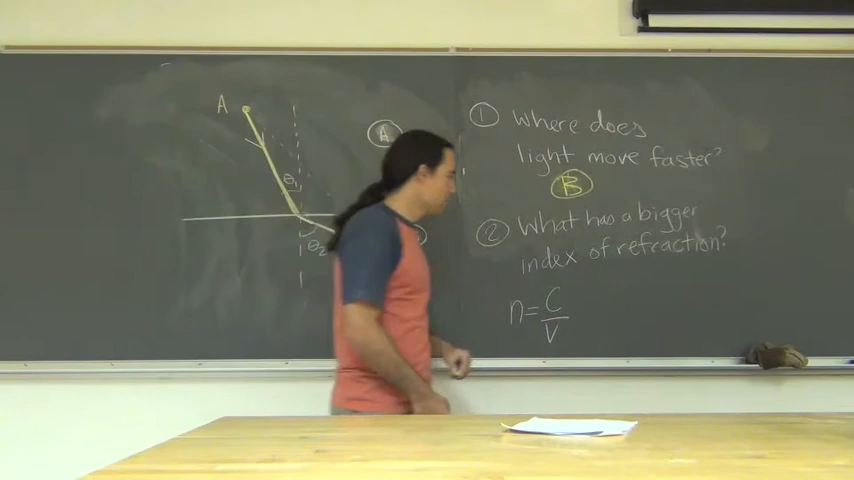 A
θ₁
θ₂
A
① Where does
light move faster?
B
② What has a bigger
index of refraction?
n = C
V